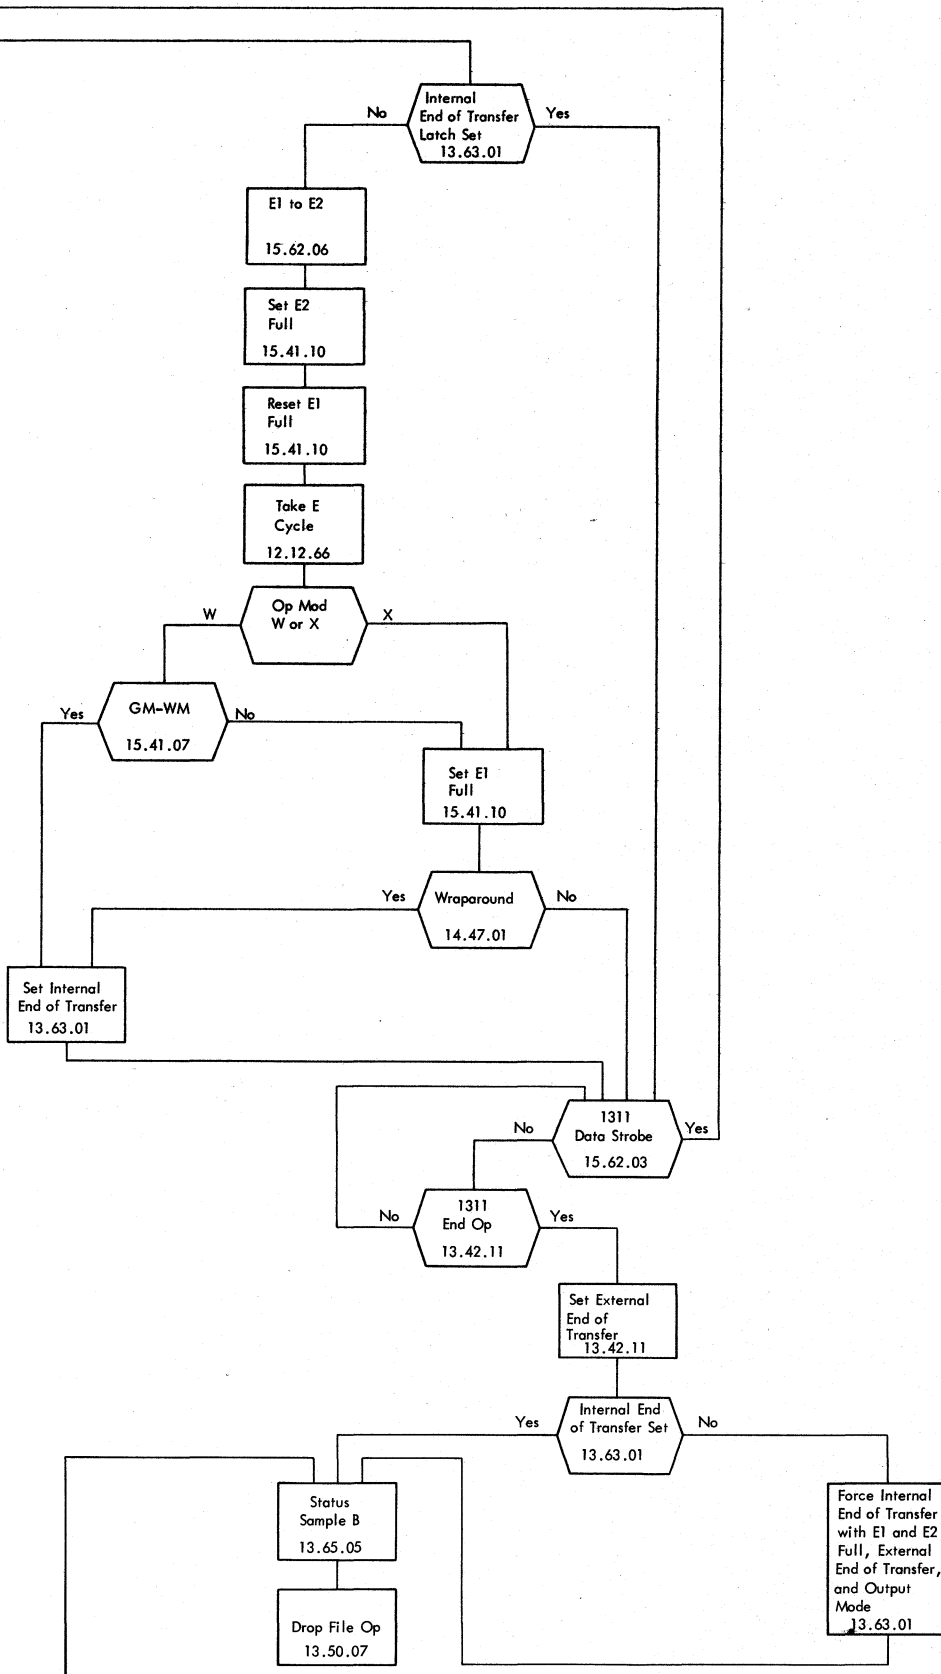 Internal
End of Transfer
Latch Set
13.63.01
No
Yes
E1 to E2
15.62.06
Set E2
Full
15.41.10
Reset E1
Full
15.41.10
Take E
Cycle
12.12.66
Op Mod
W or X
W
X
GM-WM
15.41.07
Yes
No
Set E1
Full
15.41.10
Wraparound
14.47.01
Yes
No
Set Internal
End of Transfer
13.63.01
1311
Data Strobe
15.62.03
No
Yes
1311
End Op
13.42.11
No
Yes
Set External
End of
Transfer
13.42.11
Internal End
of Transfer Set
13.63.01
Yes
No
Status
Sample B
13.65.05
Force Internal
End of Transfer
with E1 and E2
Full, External
End of Transfer,
and Output
Mode
13.63.01
Drop File Op
13.50.07